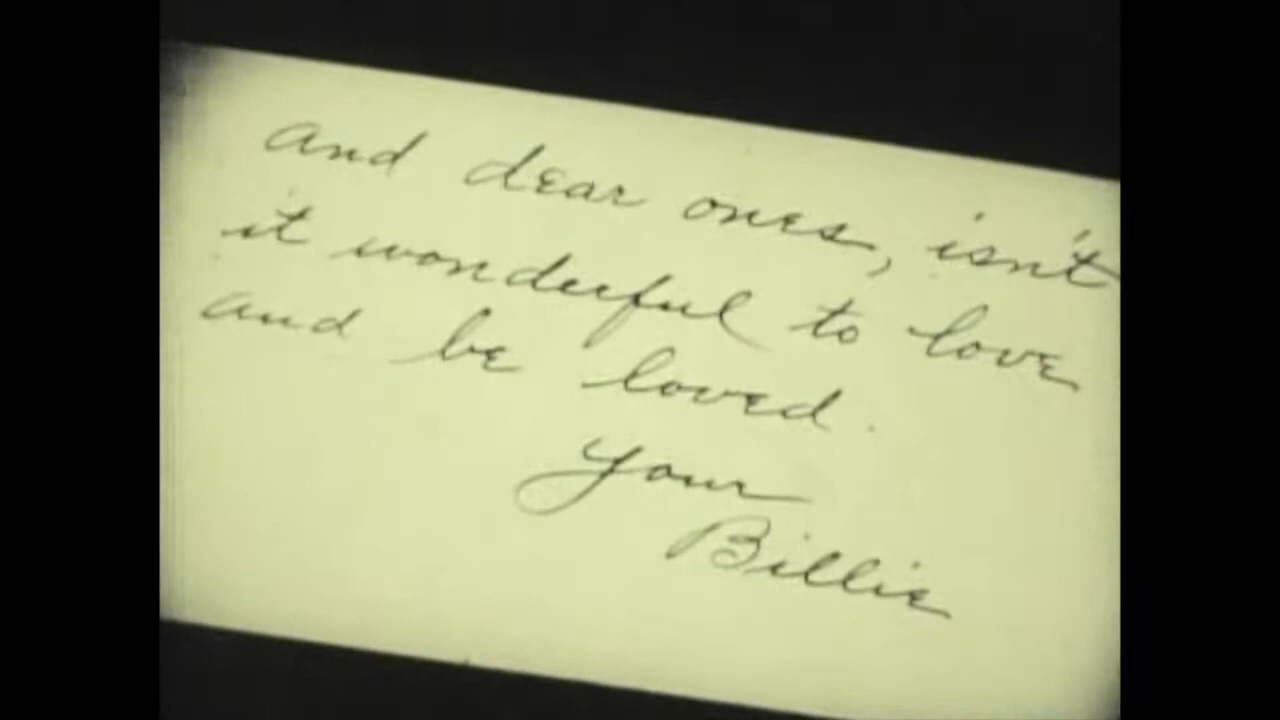 and dear ones, isn't
it wonderful to love
and be loved.
Your
Billie